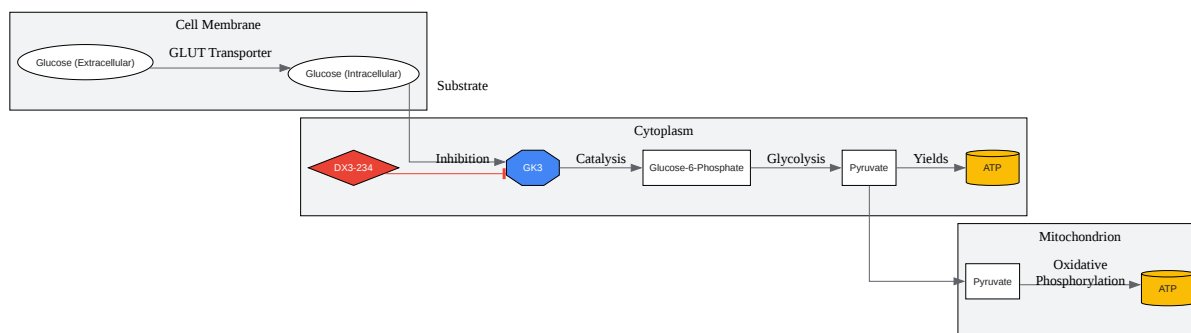 Cell Membrane
Glucose (Extracellular)
GLUT Transporter
Glucose (Intracellular)
Substrate
Cytoplasm
DX3-234
Inhibition
GK3
Catalysis
Glucose-6-Phosphate
Glycolysis
Pyruvate
Yields
ATP
Mitochondrion
Pyruvate
Oxidative
Phosphorylation
ATP